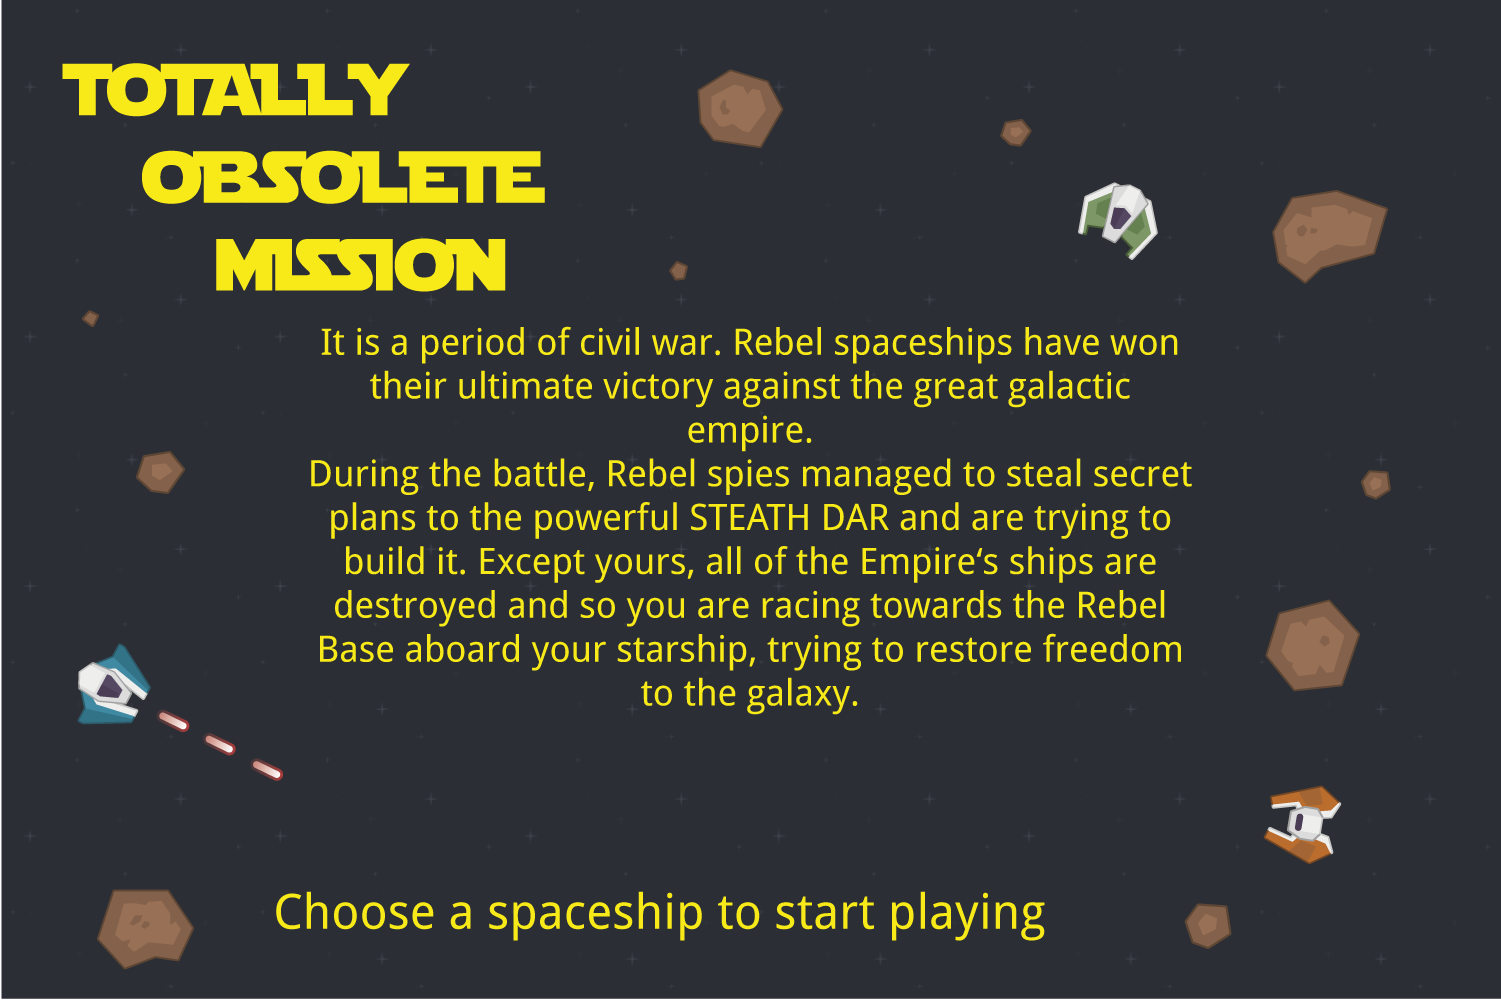 TOTALLY
OBSOLETE
MISSION
It is a period of civil war. Rebel spaceships have won
their ultimate victory against the great galactic
empire.
During the battle, Rebel spies managed to steal secret
plans to the powerful STEATH DAR and are trying to
build it. Except yours, all of the Empire‘s ships are
destroyed and so you are racing towards the Rebel
Base aboard your starship, trying to restore freedom
to the galaxy.
Choose a spaceship to start playing